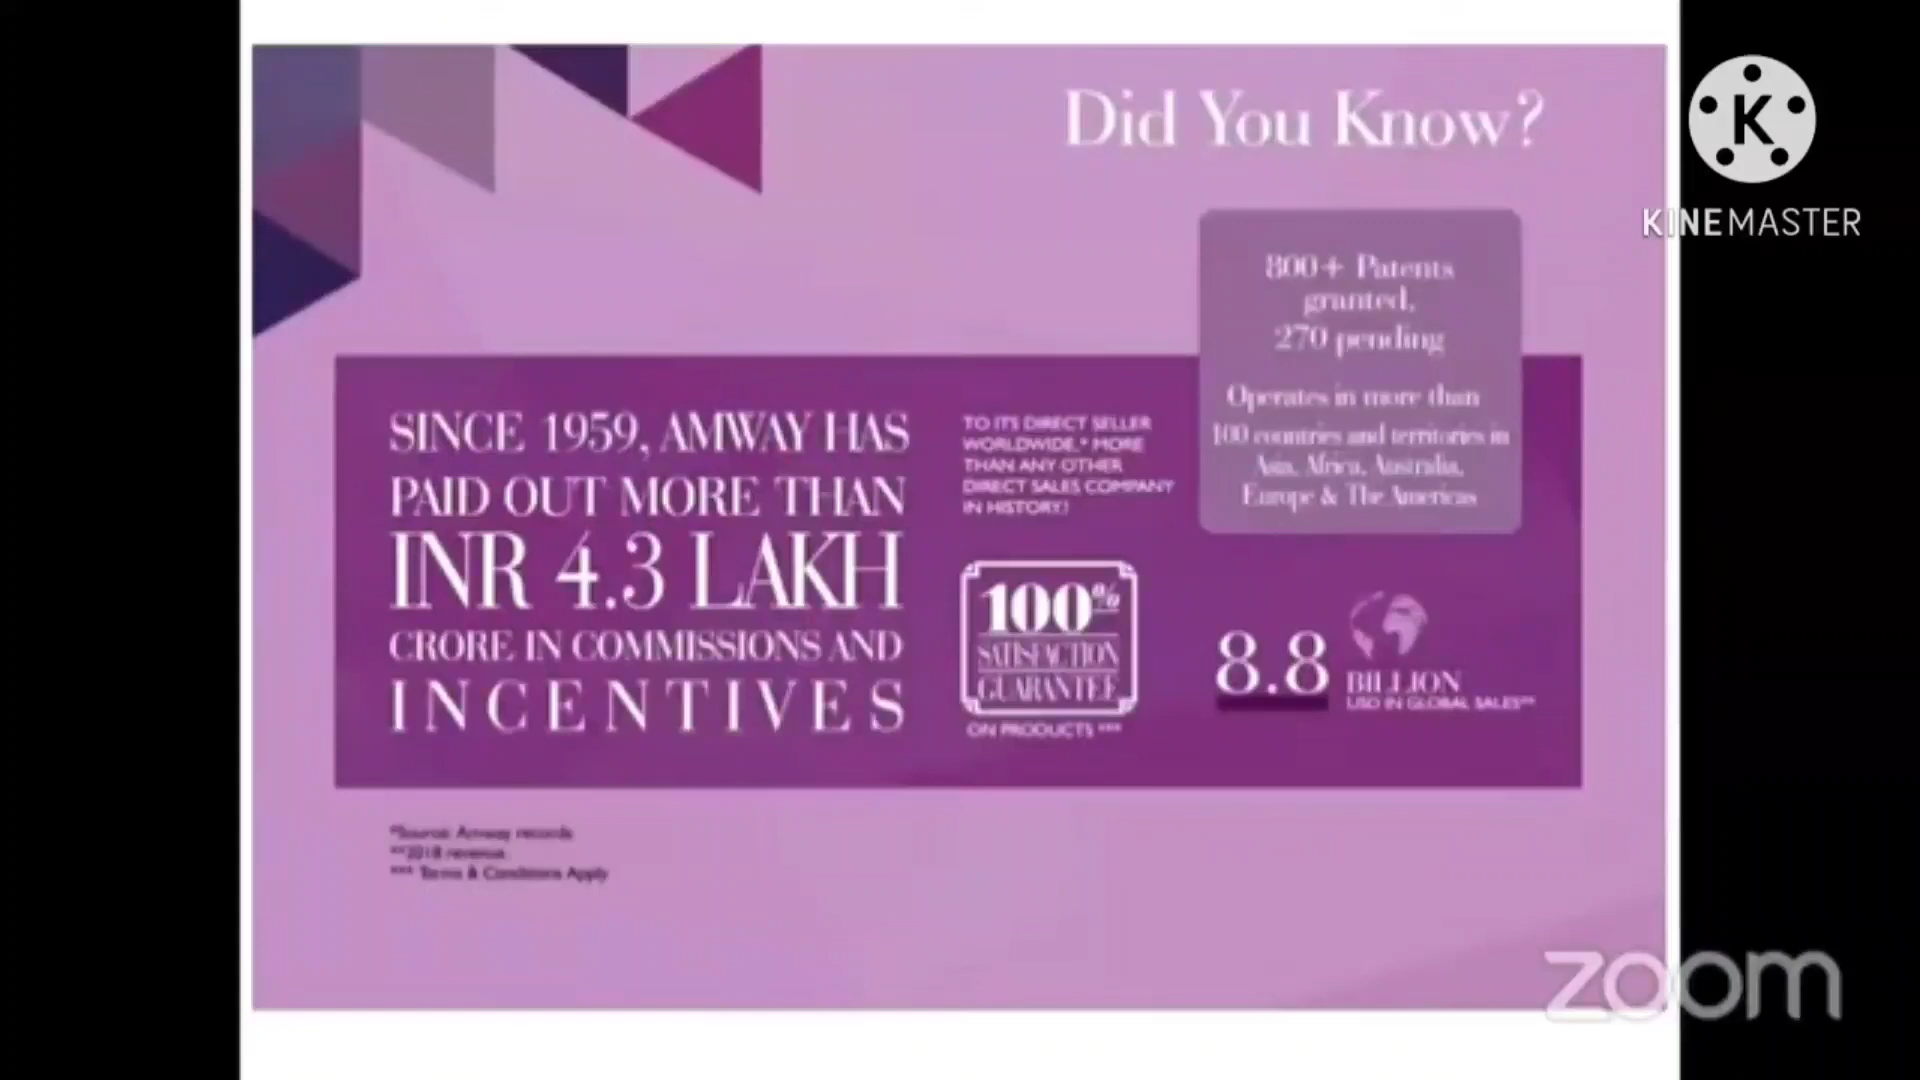 Did You Know?
K
KINEMASTER
800+ Patents
granted,
270 pending
Operates in more than
100 countries and territories in
Asia, Africa, Australia,
Europe & The Americas
SINCE 1959, AMWAY HAS
PAID OUT MORE THAN
INR 4.3 LAKH
CRORE IN COMMISSIONS AND
INCENTIVES
TO ITS DIRECT SELLER
WORLDWIDE,* MORE
THAN ANY OTHER
DIRECT SALES COMPANY
IN HISTORY!
100%
SATISFACTION
GUARANTEE
ON PRODUCTS ***
8.8
BILLION
USD IN GLOBAL SALES**
*Source: Amway records
**2018 revenue
*** Terms & Conditions Apply
zoom